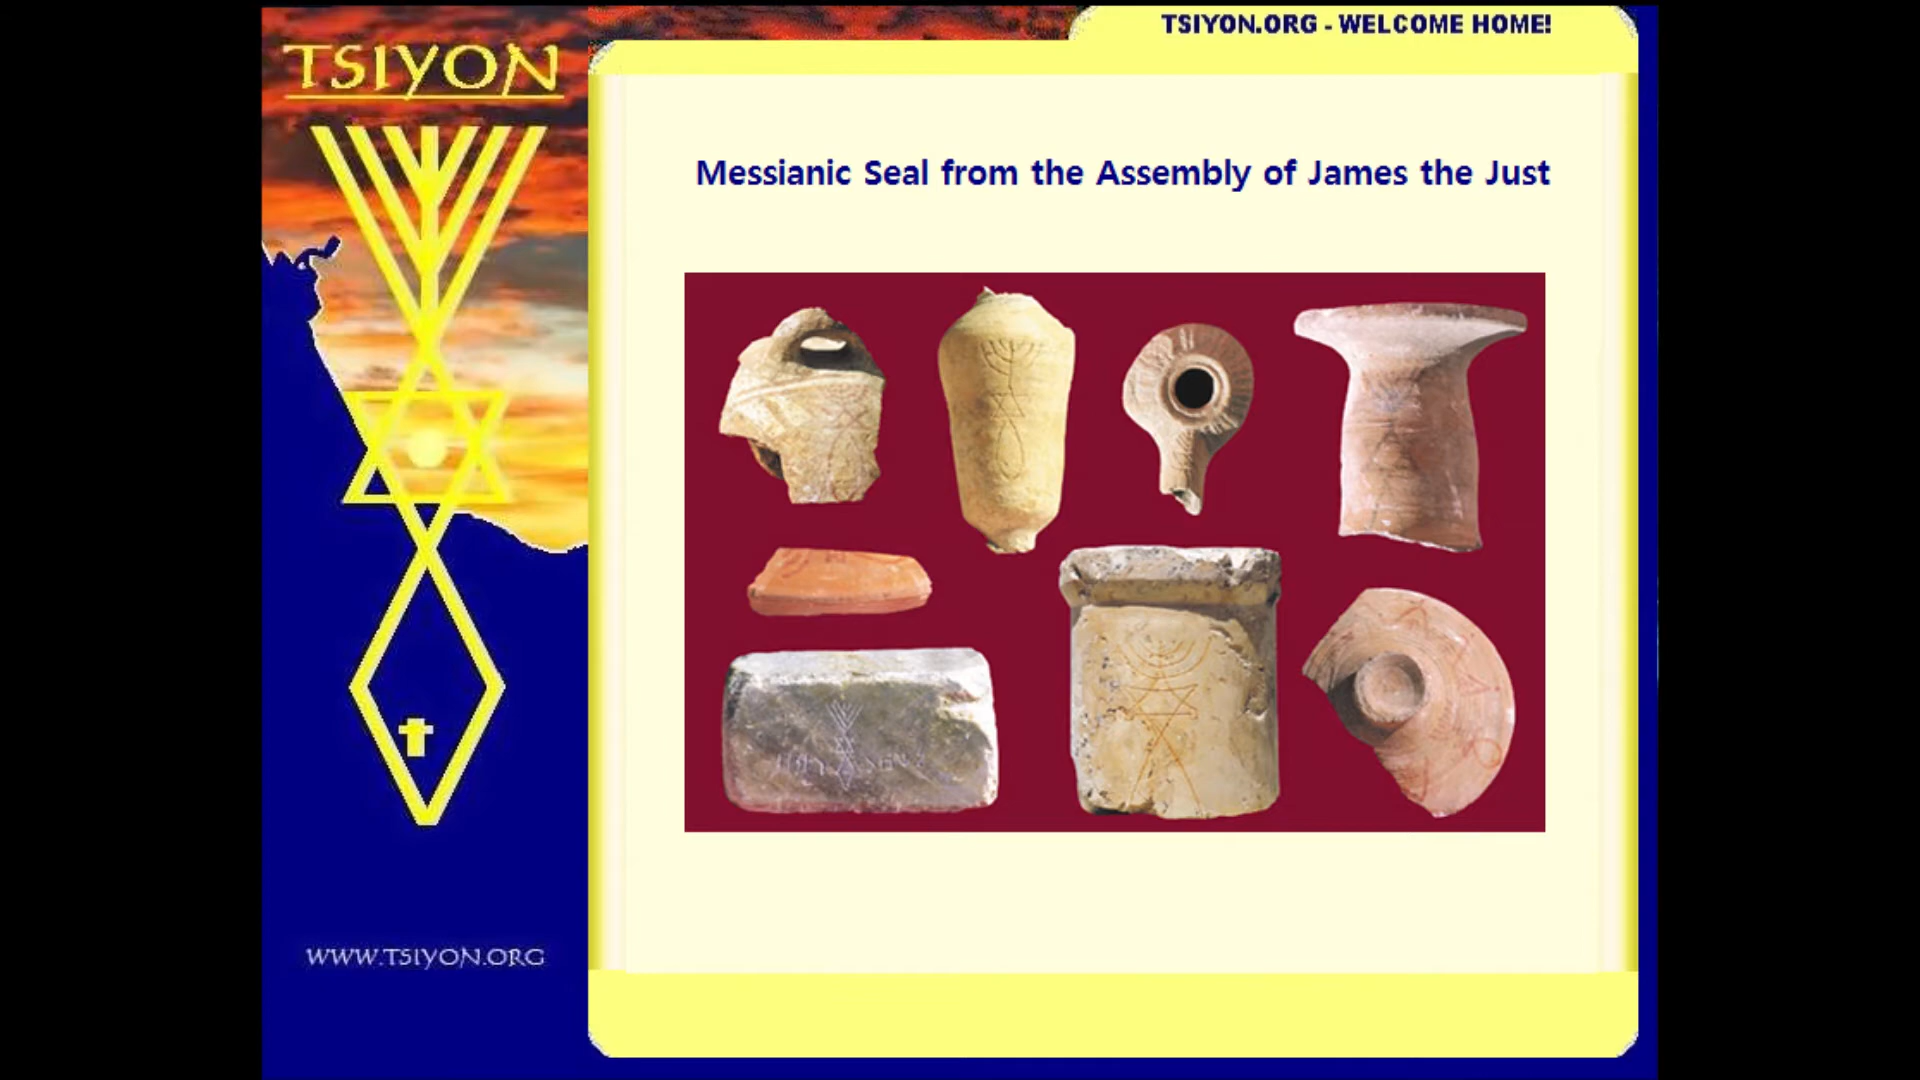 TSIYON.ORG - WELCOME HOME!
TSIYON
Messianic Seal from the Assembly of James the Just
WWW.TSIYON.ORG